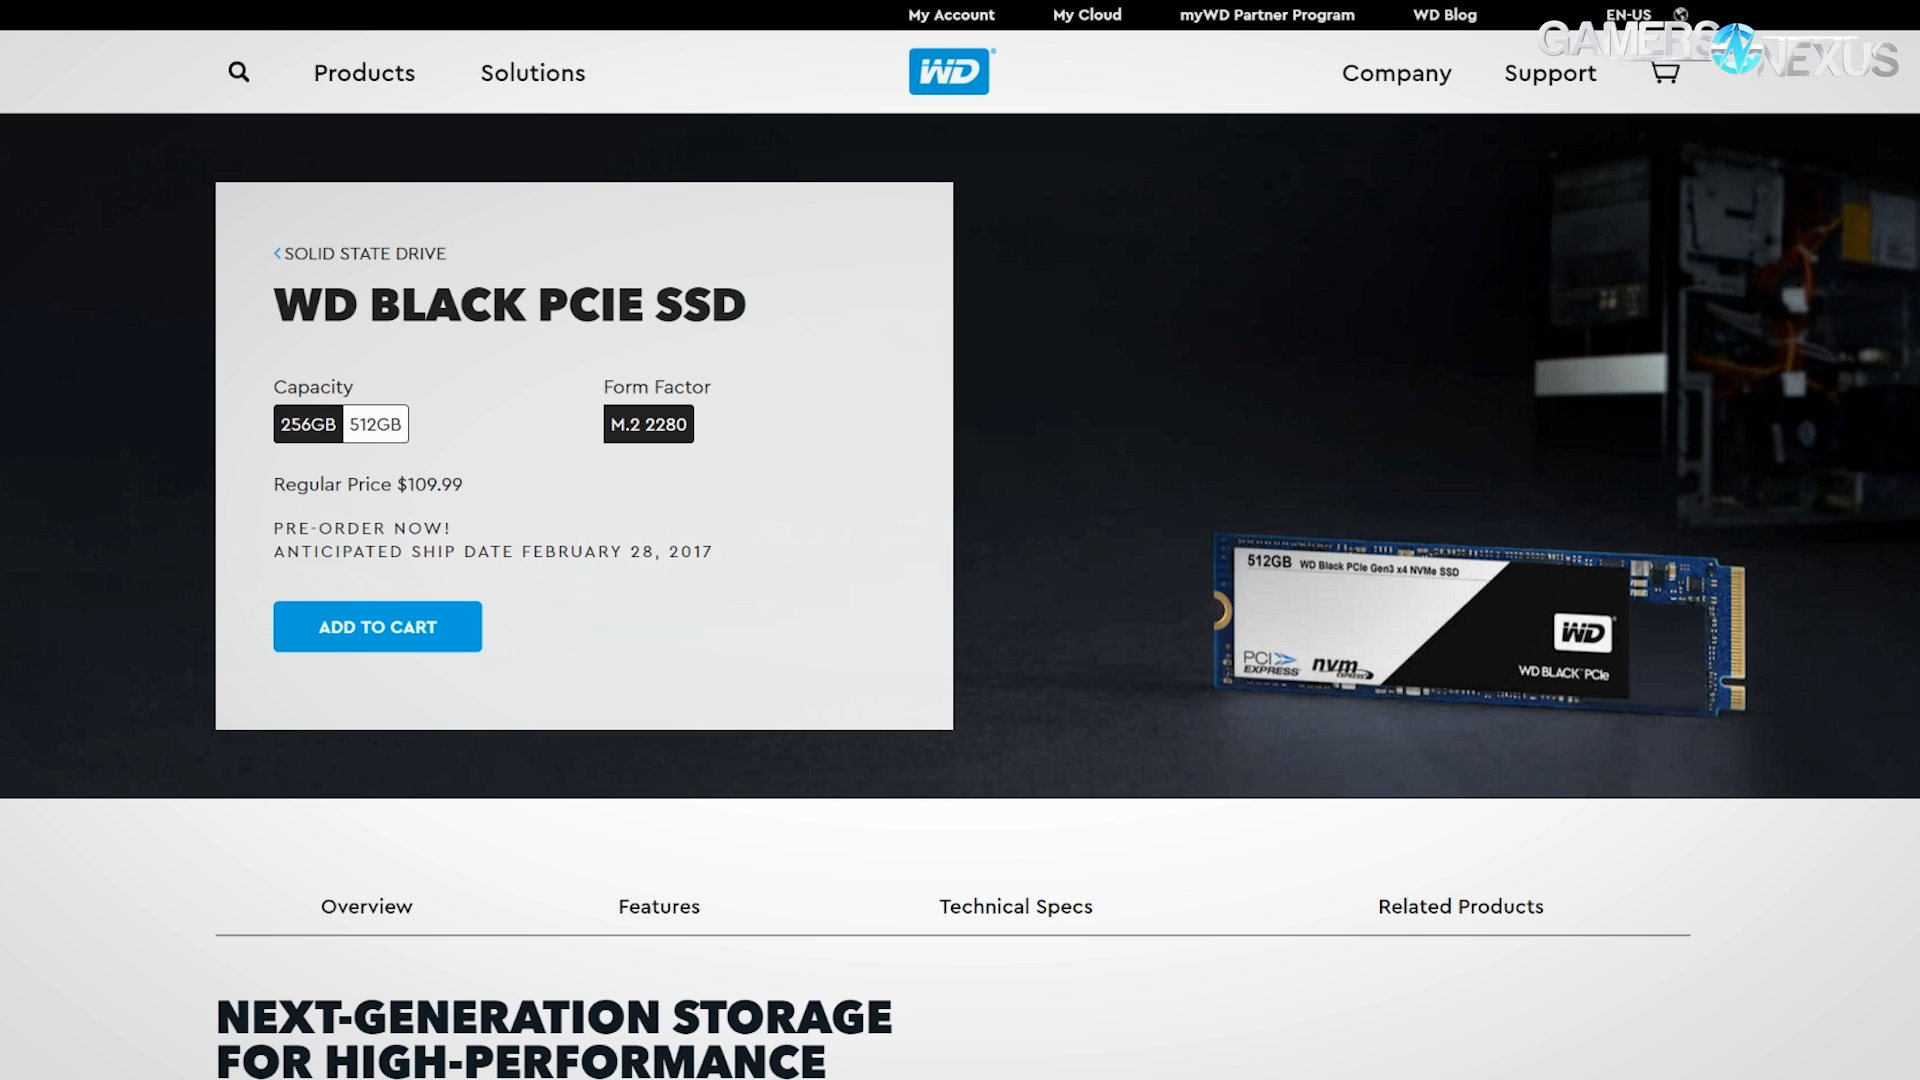 My Account My Cloud myWD Partner Program WD Blog EN-US
GAMERS NEXUS
Products Solutions WD Company Support
SOLID STATE DRIVE
WD BLACK PCIE SSD
Capacity Form Factor
256GB 512GB M.2 2280
Regular Price $109.99
PRE-ORDER NOW!
ANTICIPATED SHIP DATE FEBRUARY 28, 2017
ADD TO CART
512GB WD Black PCIe Gen3 x4 NVMe SSD
WD
PCI EXPRESS nvm EXPRESS
WD BLACK™ PCIe
Overview Features Technical Specs Related Products
NEXT-GENERATION STORAGE
FOR HIGH-PERFORMANCE